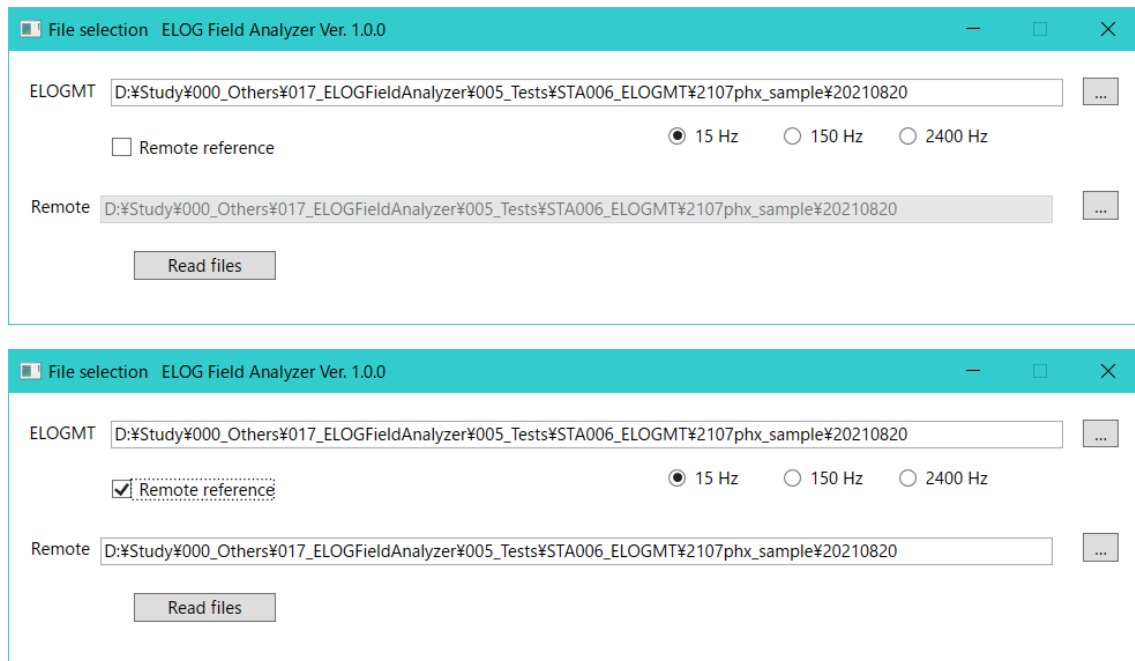 File selection   ELOG Field Analyzer Ver. 1.0.0
ELOGMT D:¥Study¥000_Others¥017_ELOGFieldAnalyzer¥005_Tests¥STA006_ELOGMT¥2107phx_sample¥20210820 ...
Remote reference 15 Hz 150 Hz 2400 Hz
Remote D:¥Study¥000_Others¥017_ELOGFieldAnalyzer¥005_Tests¥STA006_ELOGMT¥2107phx_sample¥20210820 ...
Read files
File selection   ELOG Field Analyzer Ver. 1.0.0
ELOGMT D:¥Study¥000_Others¥017_ELOGFieldAnalyzer¥005_Tests¥STA006_ELOGMT¥2107phx_sample¥20210820 ...
Remote reference 15 Hz 150 Hz 2400 Hz
Remote D:¥Study¥000_Others¥017_ELOGFieldAnalyzer¥005_Tests¥STA006_ELOGMT¥2107phx_sample¥20210820 ...
Read files